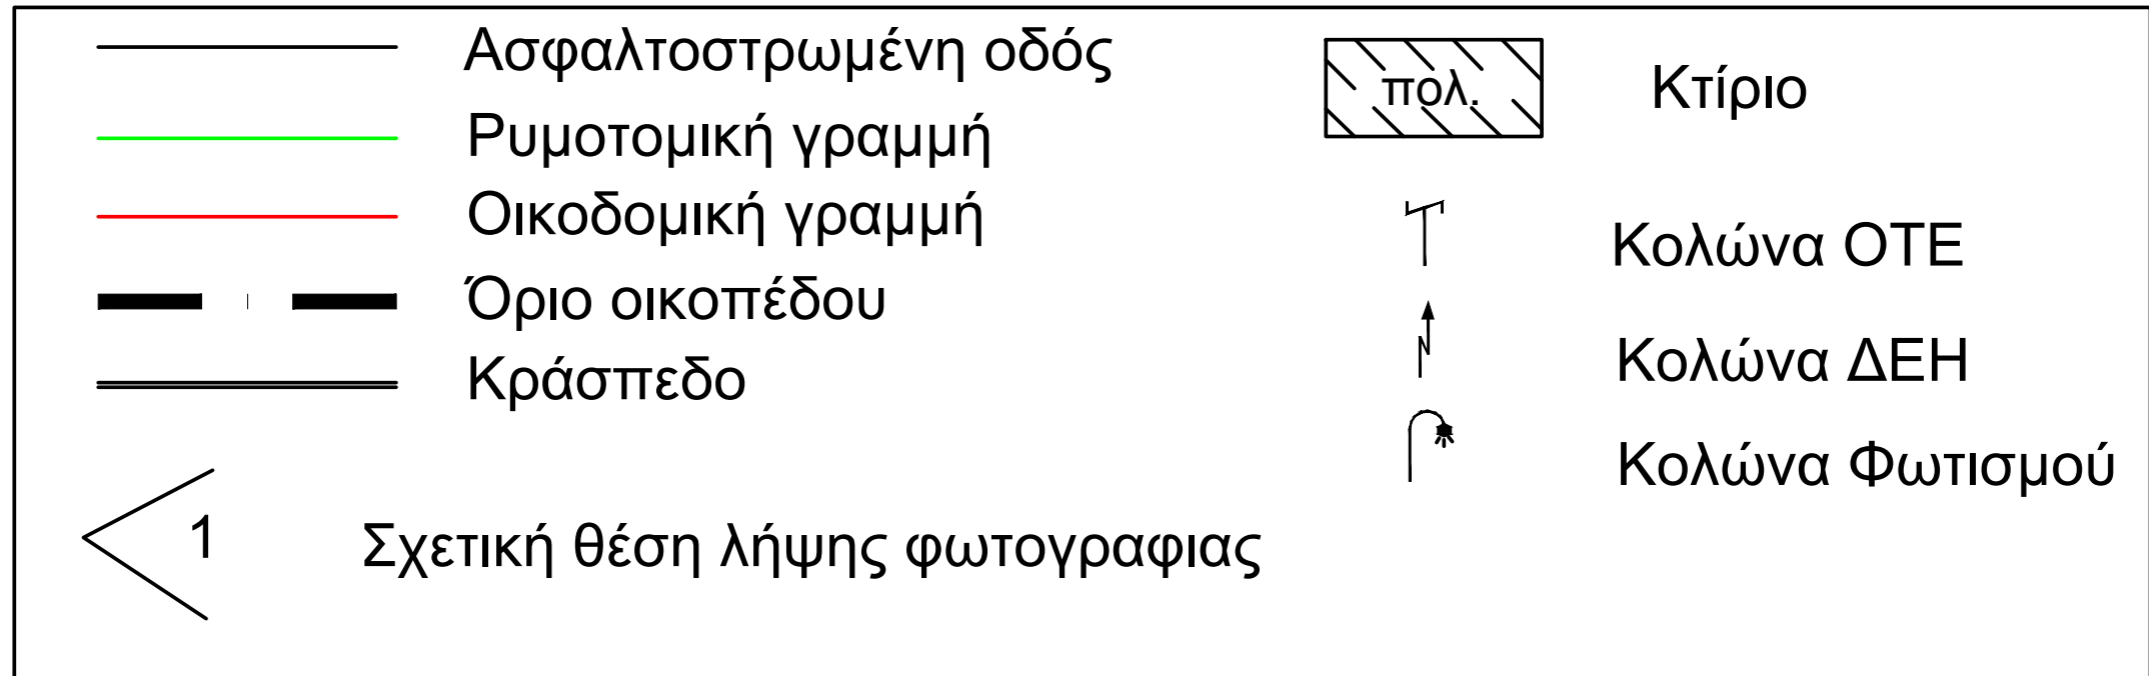 Ασφαλτοστρωμένη οδός
Ρυμοτομική γραμμή
Οικοδομική γραμμή
Όριο οικοπέδου
Κράσπεδο
1 Σχετική θέση λήψης φωτογραφιας
πολ. Κτίριο
Κολώνα ΟΤΕ
Κολώνα ΔΕΗ
Κολώνα Φωτισμού